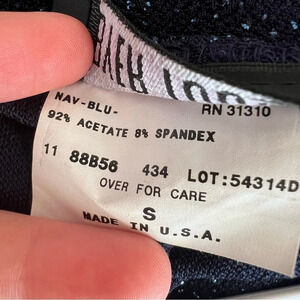 NAV-BLU- RN 31310
92% ACETATE 8% SPANDEX
11 88B56 434 LOT:54314D
OVER FOR CARE
S
MADE IN U.S.A.